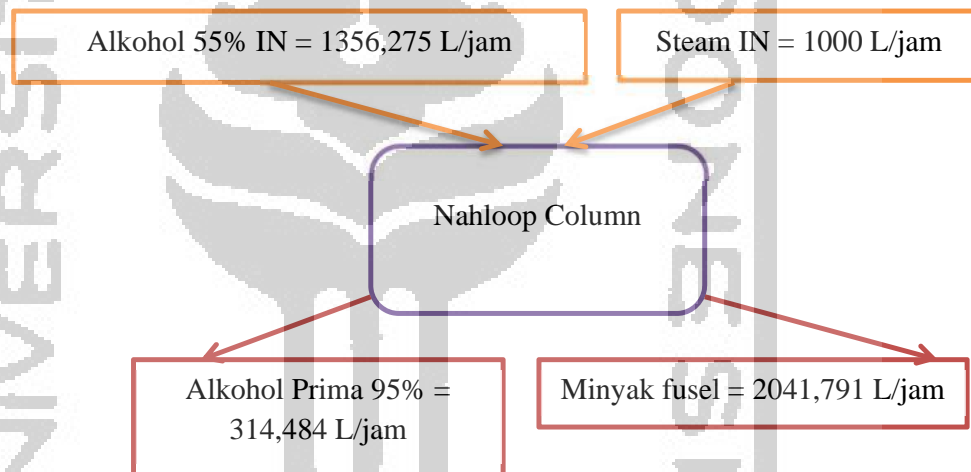 Alkohol 55% IN = 1356,275 L/jam
Steam IN = 1000 L/jam
Nahloop Column
Alkohol Prima 95% =
314,484 L/jam
Minyak fusel = 2041,791 L/jam